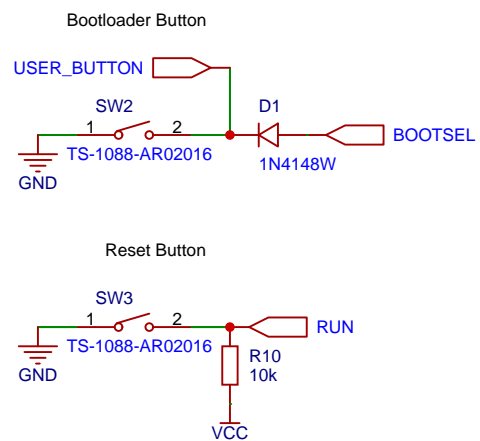 Bootloader Button
USER_BUTTON
SW2
D1
1
2
BOOTSEL
TS-1088-AR02016
1N4148W
GND
Reset Button
SW3
1
2
RUN
TS-1088-AR02016
R10
GND
10k
VCC